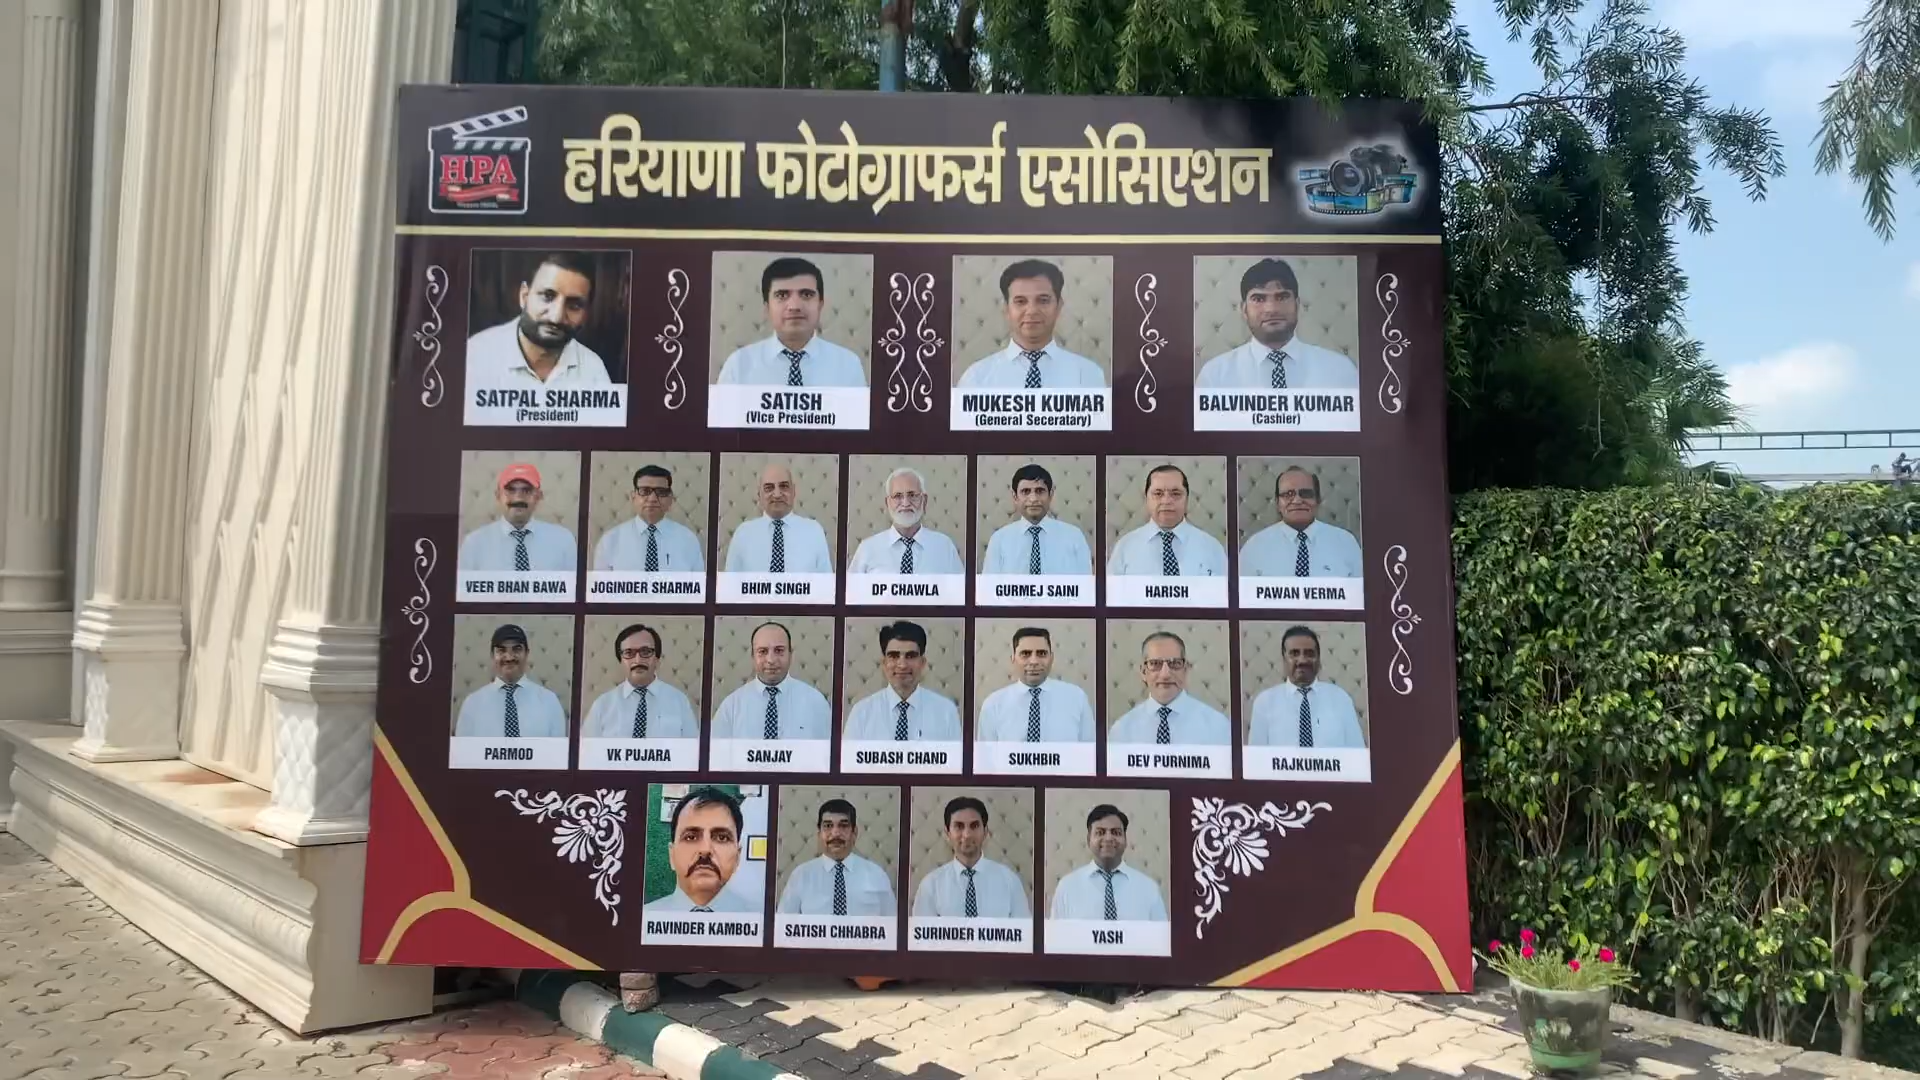 HPA
हरियाणा फोटोग्राफर्स एसोसिएशन
SATPAL SHARMA
(President)
SATISH
(Vice President)
MUKESH KUMAR
(General Seceratary)
BALVINDER KUMAR
(Cashier)
VEER BHAN BAWA
JOGINDER SHARMA
BHIM SINGH
DP CHAWLA
GURMEJ SAINI
HARISH
PAWAN VERMA
PARMOD
VK PUJARA
SANJAY
SUBASH CHAND
SUKHBIR
DEV PURNIMA
RAJKUMAR
RAVINDER KAMBOJ
SATISH CHHABRA
SURINDER KUMAR
YASH